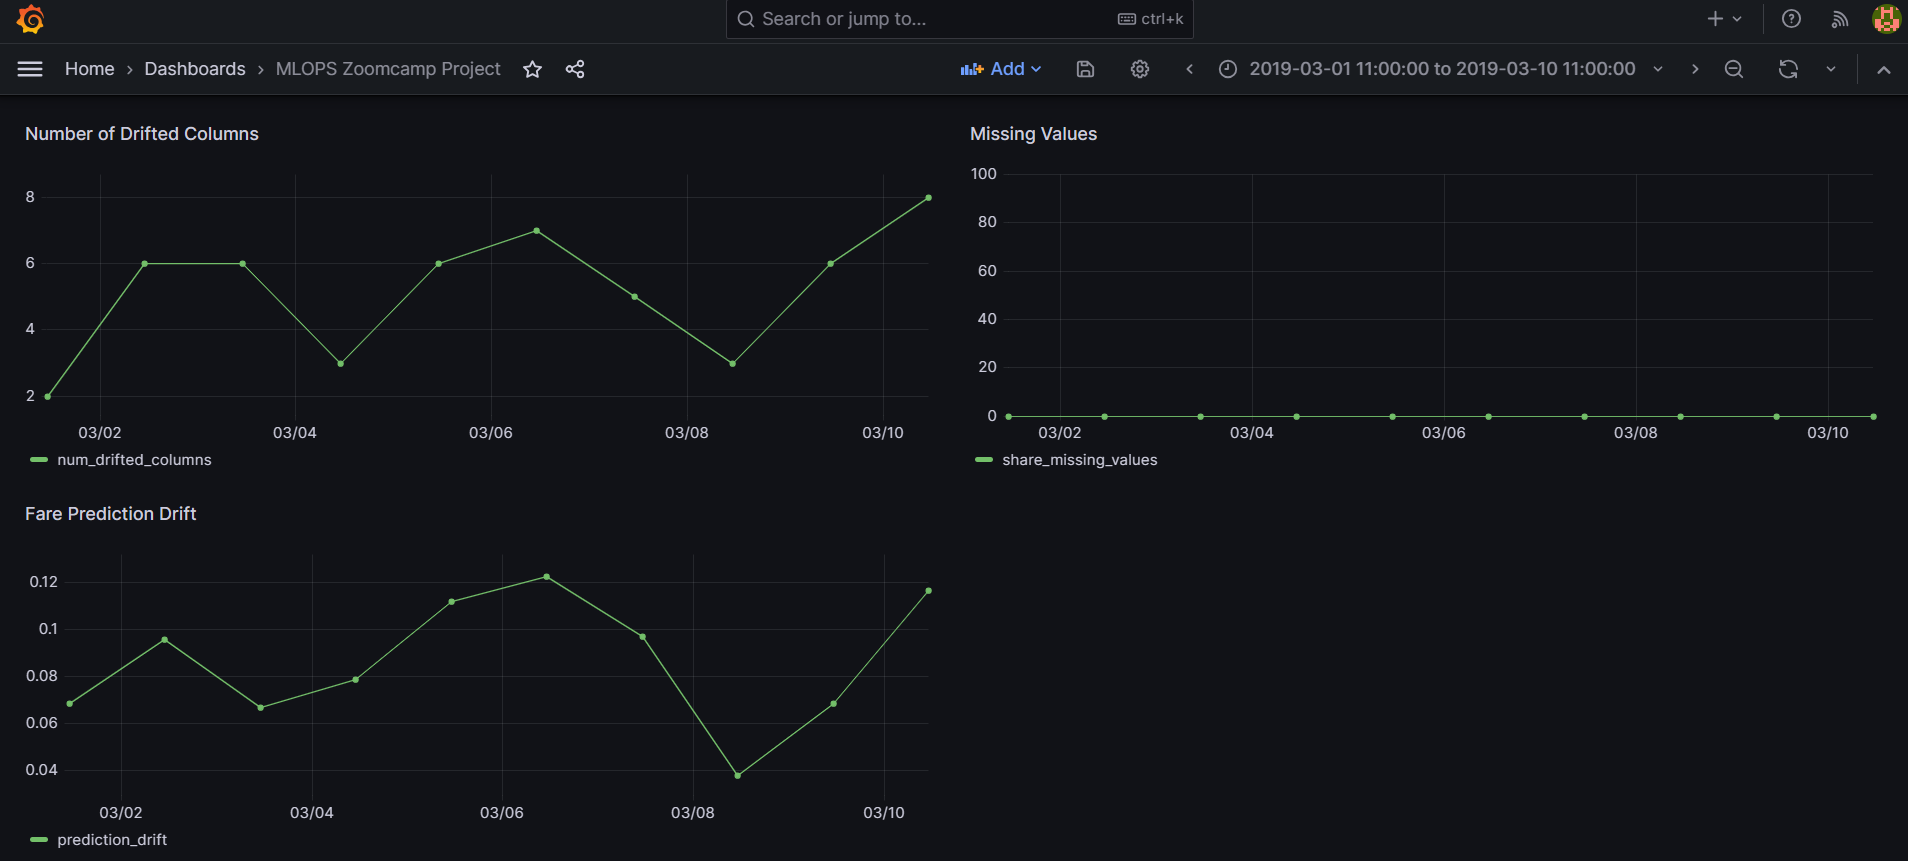 Search or jump to... ctrl+k
Home › Dashboards › MLOPS Zoomcamp Project Add 2019-03-01 11:00:00 to 2019-03-10 11:00:00
Number of Drifted Columns
8
6
4
2
03/02 03/04 03/06 03/08 03/10
num_drifted_columns
Missing Values
100
80
60
40
20
0
03/02 03/04 03/06 03/08 03/10
share_missing_values
Fare Prediction Drift
0.12
0.1
0.08
0.06
0.04
03/02 03/04 03/06 03/08 03/10
prediction_drift